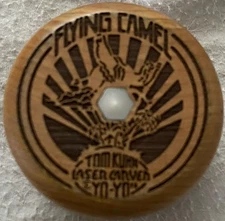 FLYING CAMEL
TOM KUHN
LASER CARVED
YO-YO'S